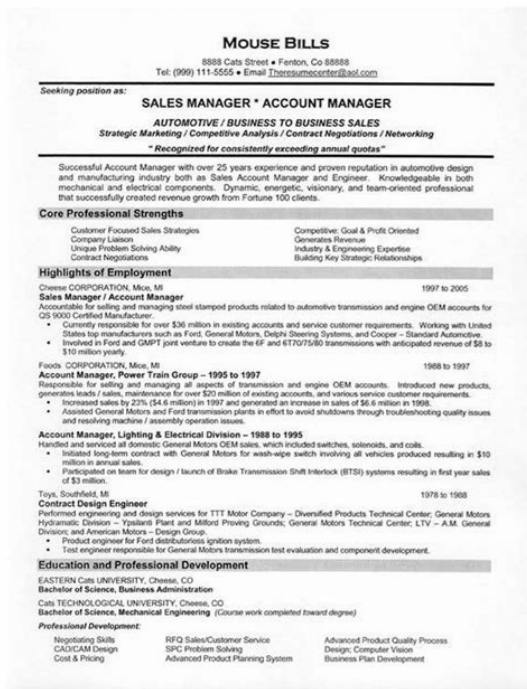 MOUSE BILLS
8888 Cats Street • Fenton, Co 88888
Tel: (999) 111-5555 • Email Theresumecenter@aol.com
Seeking position as:
SALES MANAGER * ACCOUNT MANAGER
AUTOMOTIVE / BUSINESS TO BUSINESS SALES
Strategic Marketing / Competitive Analysis / Contract Negotiations / Networking
"Recognized for consistently exceeding annual quotas"
Successful Account Manager with over 25 years experience and proven reputation in automotive design
and manufacturing industry both as Sales Account Manager and Engineer. Knowledgeable in both
mechanical and electrical components. Dynamic, energetic, visionary, and team-oriented professional
that successfully created revenue growth from Fortune 100 clients.
Core Professional Strengths
Customer Focused Sales Strategies Competitive: Goal & Profit Oriented
Company Liaison Generates Revenue
Unique Problem Solving Ability Industry & Engineering Expertise
Contract Negotiations Building Key Strategic Relationships
Highlights of Employment
Cheese CORPORATION, Mice, MI 1997 to 2005
Sales Manager / Account Manager
Accountable for selling and managing steel stamped products related to automotive transmission and engine OEM accounts for
QS 9000 Certified Manufacturer.
• Currently responsible for over $36 million in existing accounts and service customer requirements. Working with United
States top manufactures such as Ford, General Motors, Delphi Steering Systems, and Cooper – Standard Automotive.
• Involved in Ford and GMPT joint venture to create the 6F and 6T70/75/80 transmissions with anticipated revenue of $8 to
$10 million yearly.
Foods CORPORATION, Mice, MI 1988 to 1997
Account Manager, Power Train Group – 1995 to 1997
Responsible for selling and managing all aspects of transmission and engine OEM accounts. Introduced new products,
generates leads / sales, maintenance for over $20 million of existing accounts, and various service customer requirements.
• Increased sales by 23% ($4.6 million) in 1997 and generated an increase in sales of $6.6 million in 1998.
• Assisted General Motors and Ford transmission plants in effort to avoid shutdowns through troubleshooting quality issues
and resolving machine / assembly operation issues.
Account Manager, Lighting & Electrical Division – 1988 to 1995
Handled and serviced all domestic General Motors OEM sales, which included switches, solenoids, and coils.
• Initiated long-term contract with General Motors for wash-wipe switch involving all vehicles produced resulting in $10
million in annual sales.
• Participated on team for design / launch of Brake Transmission Shift Interlock (BTSI) systems resulting in first year sales
of $3 million.
Toys, Southfield, MI 1978 to 1988
Contract Design Engineer
Performed engineering and design services for TTT Motor Company – Diversified Products Technical Center; General Motors
Hydramatic Division – Ypsilanti Plant and Milford Proving Grounds; General Motors Technical Center; LTV – A.M. General
Division; and American Motors – Design Group.
• Product engineer for Ford distributorless ignition system.
• Test engineer responsible for General Motors transmission test evaluation and component development.
Education and Professional Development
EASTERN Cats UNIVERSITY, Cheese, CO
Bachelor of Science, Business Administration
Cats TECHNOLOGICAL UNIVERSITY, Cheese, CO
Bachelor of Science, Mechanical Engineering (Course work completed toward degree)
Professional Development:
Negotiating Skills RFQ Sales/Customer Service Advanced Product Quality Process
CAD/CAM Design SPC Problem Solving Design; Computer Vision
Cost & Pricing Advanced Product Planning System Business Plan Development